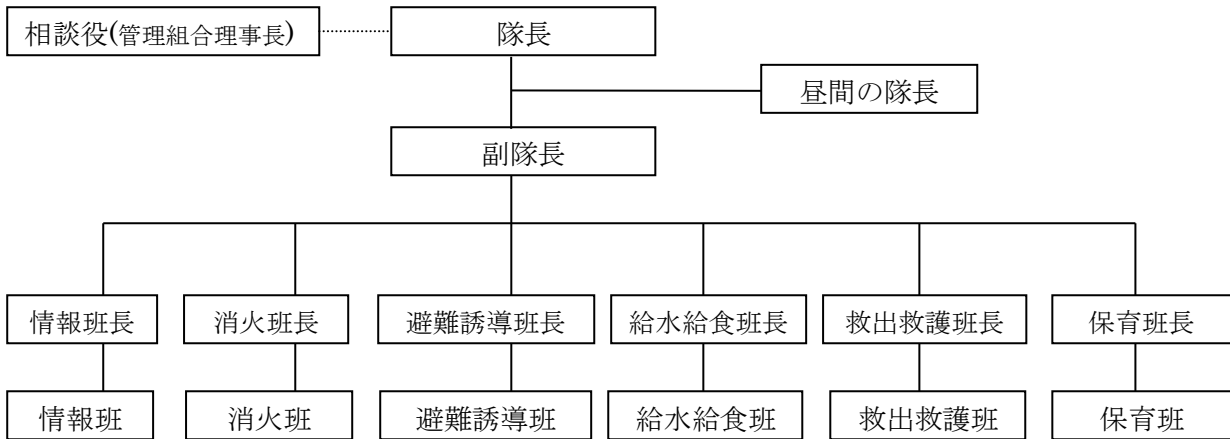 相談役(管理組合理事長)
隊長
昼間の隊長
副隊長
情報班長
消火班長
避難誘導班長
給水給食班長
救出救護班長
保育班長
情報班
消火班
避難誘導班
給水給食班
救出救護班
保育班